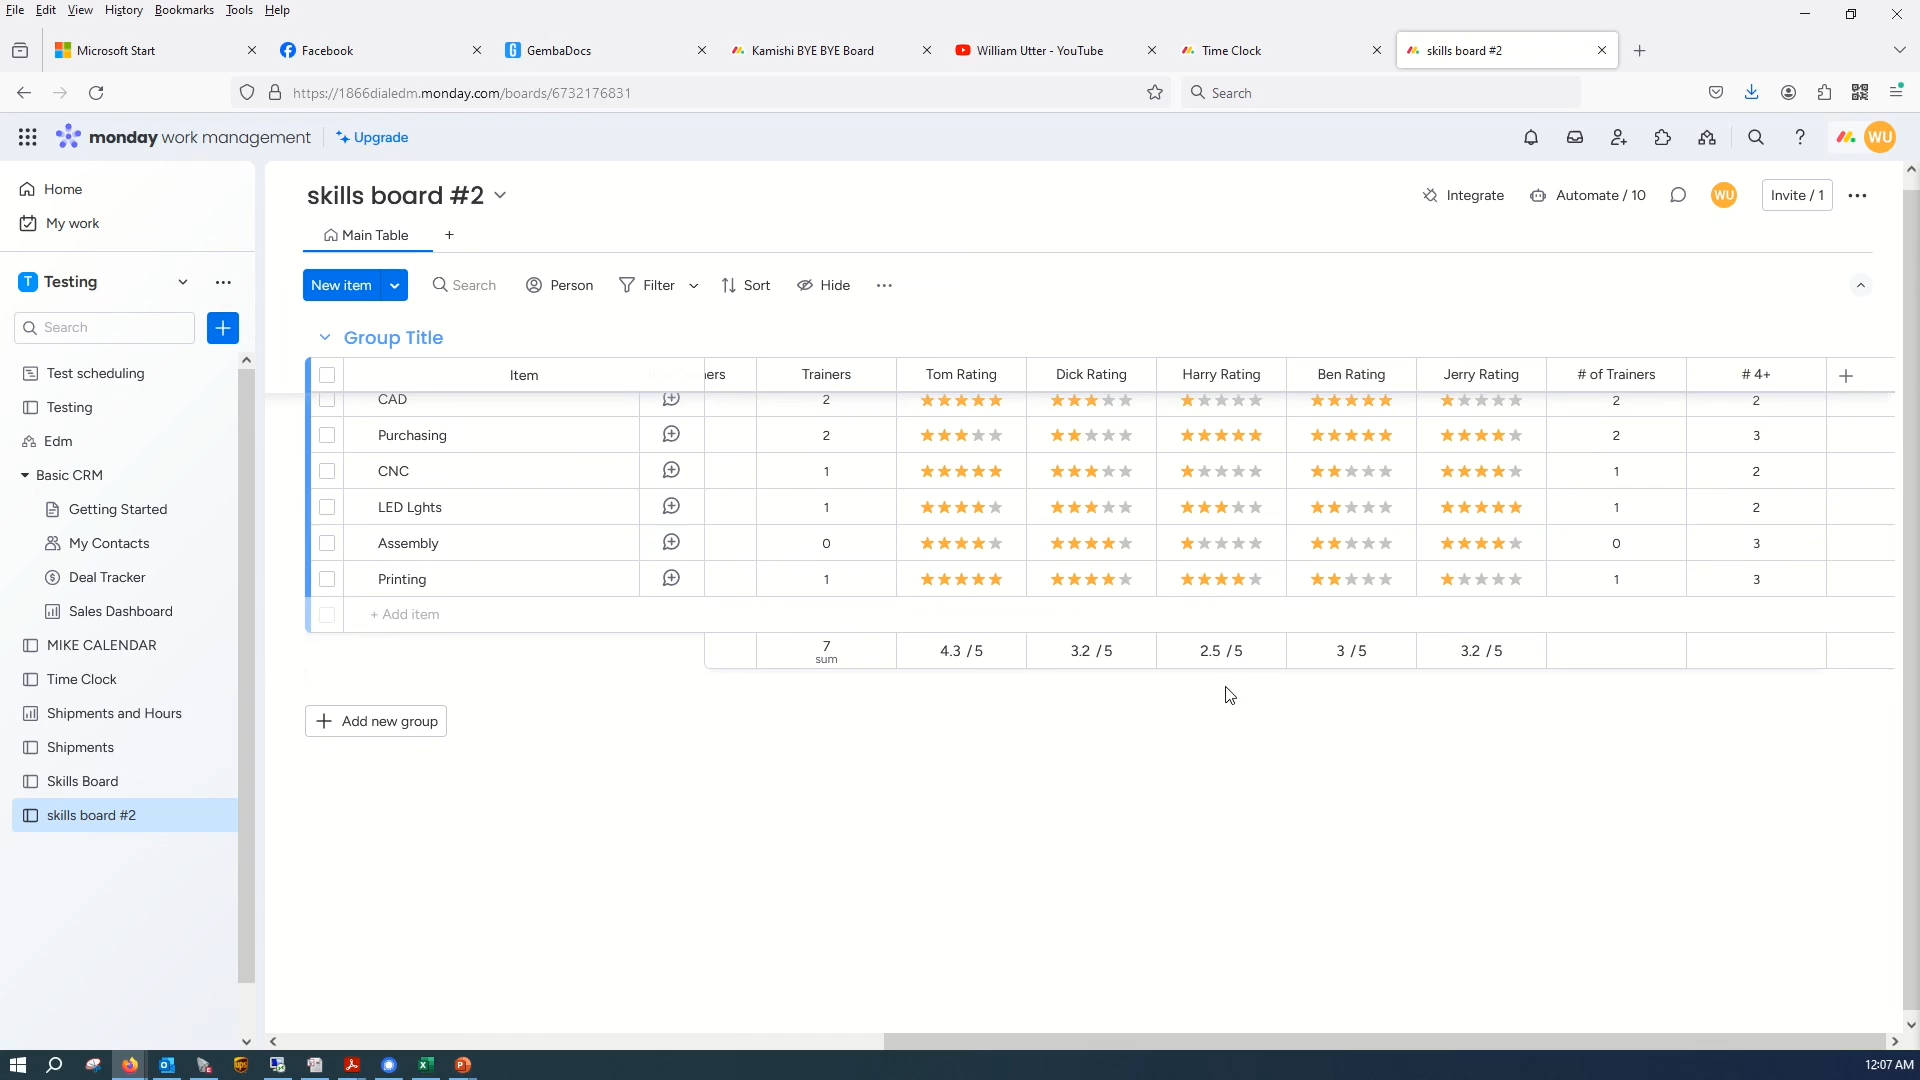 File Edit View History Bookmarks Tools Help
Microsoft Start
Facebook
GembaDocs
Kamishi BYE BYE Board
William Utter - YouTube
Time Clock
skills board #2
https://1866dialedm.monday.com/boards/6732176831
Search
monday work management
Upgrade
WU
Home
My work
T Testing
Search
Test scheduling
Testing
Edm
Basic CRM
Getting Started
My Contacts
Deal Tracker
Sales Dashboard
MIKE CALENDAR
Time Clock
Shipments and Hours
Shipments
Skills Board
skills board #2
skills board #2
Integrate
Automate / 10
WU
Invite / 1
Main Table
New item
Search
Person
Filter
Sort
Hide
Group Title
Item Trainers Tom Rating Dick Rating Harry Rating Ben Rating Jerry Rating # of Trainers # 4+
CAD 2 2 2
Purchasing 2 2 3
CNC 1 1 2
LED Lghts 1 1 2
Assembly 0 0 3
Printing 1 1 3
+ Add item
7 4.3 /5 3.2 /5 2.5 /5 3 /5 3.2 /5
sum
Add new group
12:07 AM